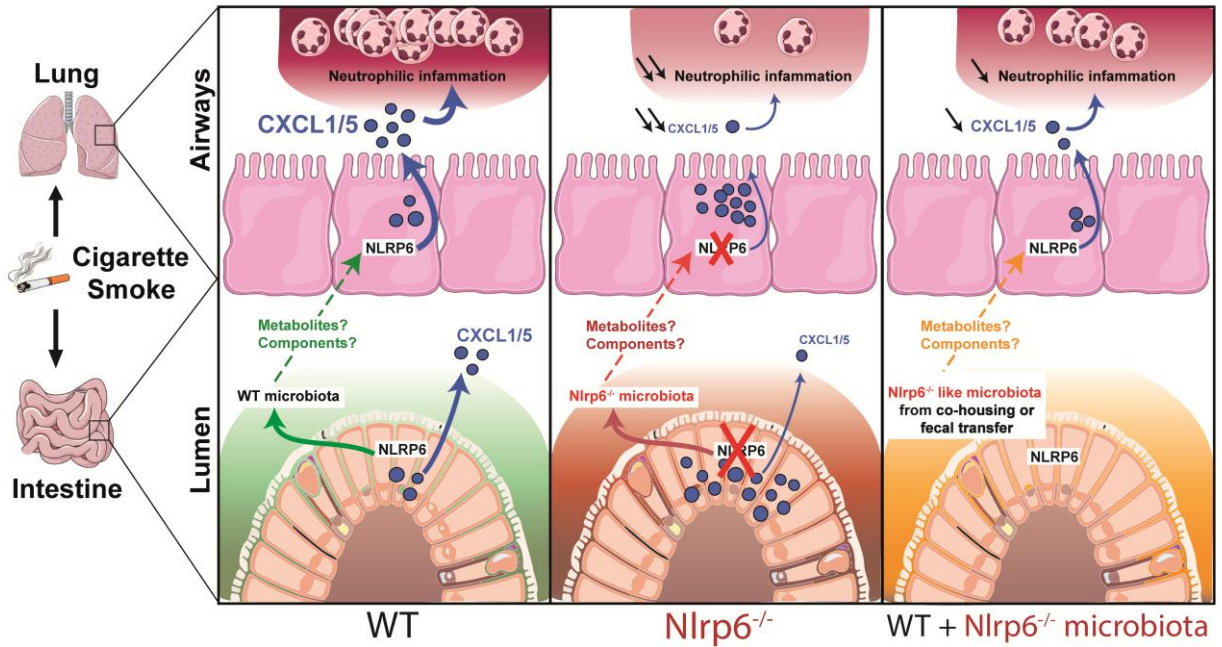 Lung
Cigarette
Smoke
Intestine
Airways
Lumen
Neutrophilic infammation
CXCL1/5
NLRP6
Metabolites?
Components?
CXCL1/5
WT microbiota
NLRP6
WT
Neutrophilic infammation
CXCL1/5
NLRP6
Metabolites?
Components?
CXCL1/5
Nlrp6-/- microbiota
NLRP6
Nlrp6-/-
Neutrophilic infammation
CXCL1/5
NLRP6
Metabolites?
Components?
Nlrp6-/- like microbiota
from co-housing or
fecal transfer
NLRP6
WT + Nlrp6-/- microbiota